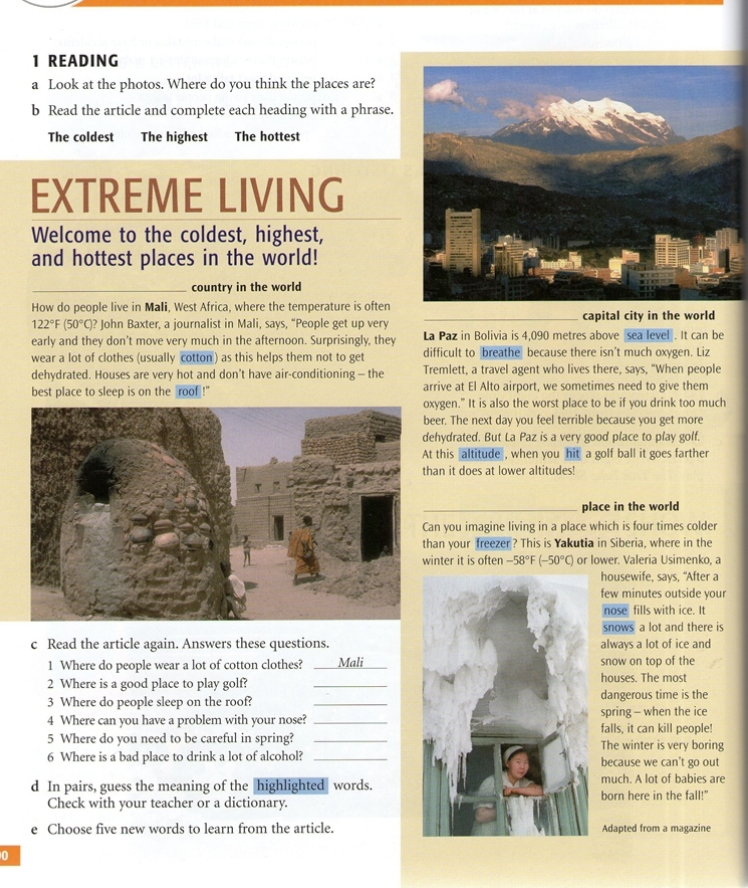 1 READING
a Look at the photos. Where do you think the places are?
b Read the article and complete each heading with a phrase.
The coldest The highest The hottest
EXTREME LIVING
Welcome to the coldest, highest,
and hottest places in the world!
country in the world
How do people live in Mali, West Africa, where the temperature is often
122°F (50°C)? John Baxter, a journalist in Mali, says, "People get up very
early and they don't move very much in the afternoon. Surprisingly, they
wear a lot of clothes (usually cotton) as this helps them not to get
dehydrated. Houses are very hot and don't have air-conditioning – the
best place to sleep is on the roof!"
c Read the article again. Answers these questions.
1 Where do people wear a lot of cotton clothes? Mali
2 Where is a good place to play golf?
3 Where do people sleep on the roof?
4 Where can you have a problem with your nose?
5 Where do you need to be careful in spring?
6 Where is a bad place to drink a lot of alcohol?
d In pairs, guess the meaning of the highlighted words.
Check with your teacher or a dictionary.
e Choose five new words to learn from the article.
capital city in the world
La Paz in Bolivia is 4,090 metres above sea level. It can be
difficult to breathe because there isn't much oxygen. Liz
Tremlett, a travel agent who lives there, says, "When people
arrive at El Alto airport, we sometimes need to give them
oxygen." It is also the worst place to be if you drink too much
beer. The next day you feel terrible because you get more
dehydrated. But La Paz is a very good place to play golf.
At this altitude, when you hit a golf ball it goes farther
than it does at lower altitudes!
place in the world
Can you imagine living in a place which is four times colder
than your freezer? This is Yakutia in Siberia, where in the
winter it is often –58°F (–50°C) or lower. Valeria Usimenko, a
housewife, says, "After a
few minutes outside your
nose fills with ice. It
snows a lot and there is
always a lot of ice and
snow on top of the
houses. The most
dangerous time is the
spring – when the ice
falls, it can kill people!
The winter is very boring
because we can't go out
much. A lot of babies are
born here in the fall!"
Adapted from a magazine